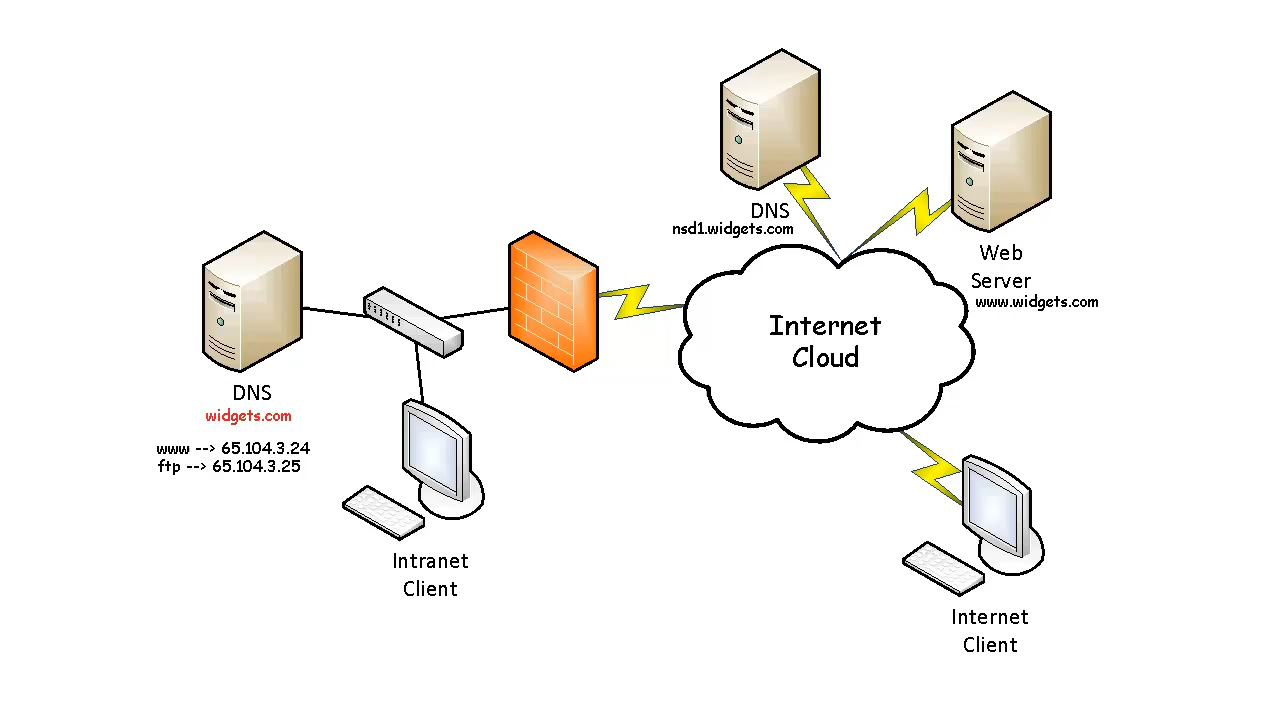 DNS
nsd1.widgets.com
Web
Server
www.widgets.com
Internet
Cloud
DNS
widgets.com
www --> 65.104.3.24
ftp --> 65.104.3.25
Intranet
Client
Internet
Client